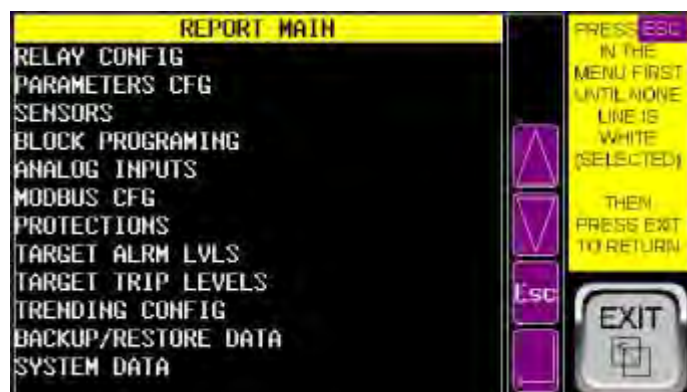 REPORT MAIN
RELAY CONFIG
PARAMETERS CFG
SENSORS
BLOCK PROGRAMING
ANALOG INPUTS
MODBUS CFG
PROTECTIONS
TARGET ALRM LVLS
TARGET TRIP LEVELS
TRENDING CONFIG
BACKUP/RESTORE DATA
SYSTEM DATA
Esc
PRESS ESC
IN THE
MENU FIRST
UNTIL NONE
LINE IS
WHITE
(SELECTED)
THEN
PRESS EXIT
TO RETURN
EXIT